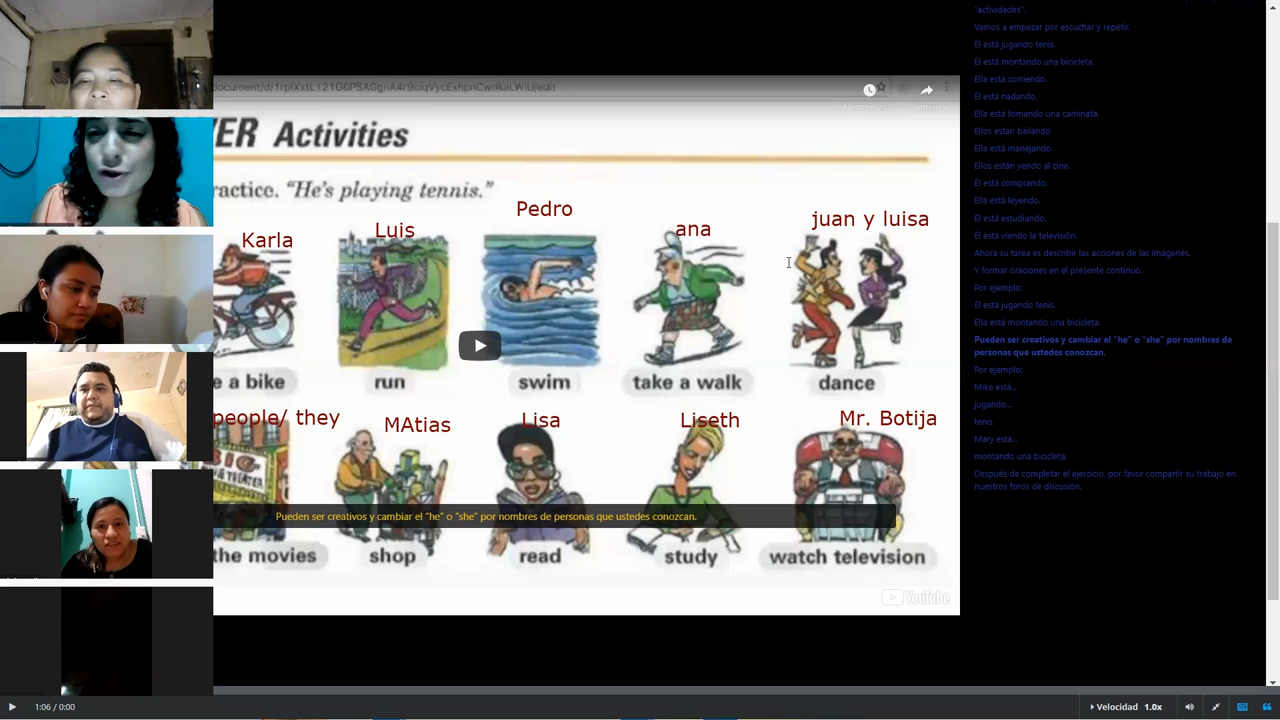 ER Activities
ractice. "He's playing tennis."
Karla
Luis
Pedro
ana
juan y luisa
e a bike
run
swim
take a walk
dance
people/ they
MAtias
Lisa
Liseth
Mr. Botija
BIG
THEATER
Pueden ser creativos y cambiar el "he" o "she" por nombres de personas que ustedes conozcan.
the movies
shop
read
study
watch television
YouTube
"actividades".
Vamos a empezar por escuchar y repetir.
Él está jugando tenis.
Él está montando una bicicleta.
Ella está corriendo.
Él está nadando.
Ella está tomando una caminata.
Ellos están bailando
Ella está manejando.
Ellos están yendo al cine.
Él está comprando.
Ella está leyendo.
Él está estudiando.
Él está viendo la televisión.
Ahora su tarea es describir las acciones de las imágenes.
Y formar oraciones en el presente continuo.
Por ejemplo:
Él está jugando tenis.
Ella está montando una bicicleta.
Pueden ser creativos y cambiar el "he" o "she" por nombres de
personas que ustedes conozcan.
Por ejemplo:
Mike está...
jugando...
tenis.
Mary está...
montando una bicicleta.
Después de completar el ejercicio, por favor compartir su trabajo en
nuestros foros de discusión.
1:06 / 0:00
Velocidad 1.0x